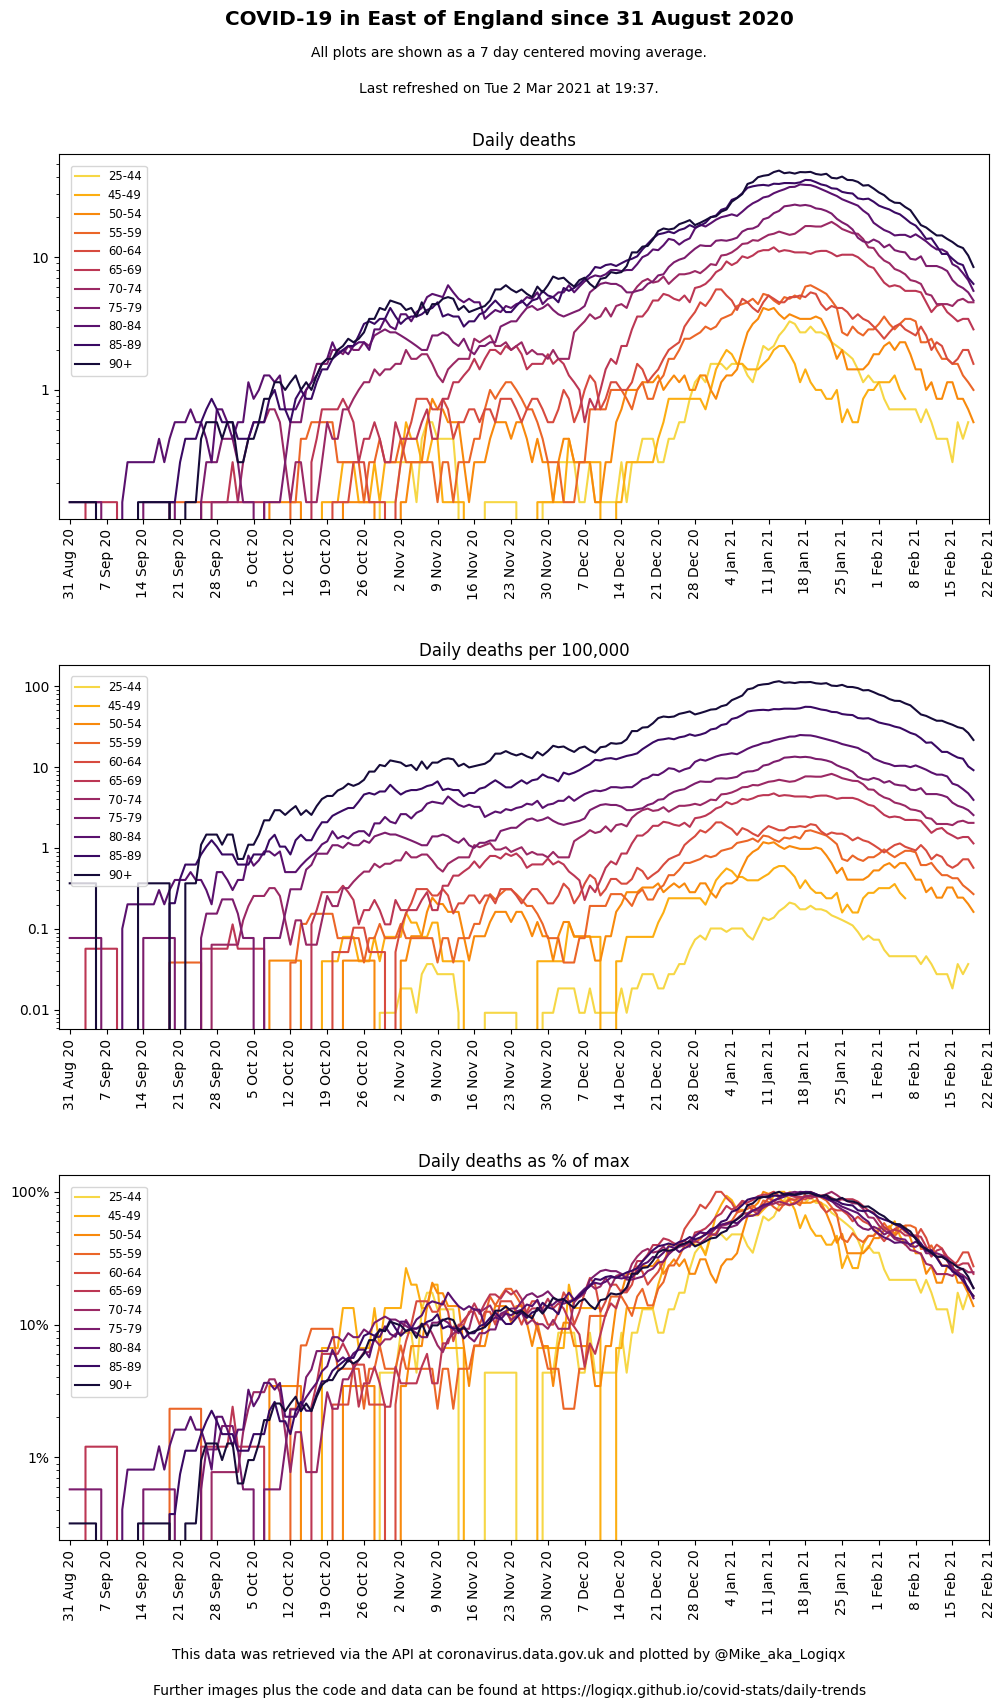 COVID-19 in East of England since 31 August 2020
All plots are shown as a 7 day centered moving average.
Last refreshed on Tue 2 Mar 2021 at 19:37.
Daily deaths
25-44
45-49
50-54
55-59
60-64
65-69
70-74
75-79
80-84
85-89
90+
10
1
31 Aug 20
7 Sep 20
14 Sep 20
21 Sep 20
28 Sep 20
5 Oct 20
12 Oct 20
19 Oct 20
26 Oct 20
2 Nov 20
9 Nov 20
16 Nov 20
23 Nov 20
30 Nov 20
7 Dec 20
14 Dec 20
21 Dec 20
28 Dec 20
4 Jan 21
11 Jan 21
18 Jan 21
25 Jan 21
1 Feb 21
8 Feb 21
15 Feb 21
22 Feb 21
Daily deaths per 100,000
25-44
45-49
50-54
55-59
60-64
65-69
70-74
75-79
80-84
85-89
90+
100
10
1
0.1
0.01
31 Aug 20
7 Sep 20
14 Sep 20
21 Sep 20
28 Sep 20
5 Oct 20
12 Oct 20
19 Oct 20
26 Oct 20
2 Nov 20
9 Nov 20
16 Nov 20
23 Nov 20
30 Nov 20
7 Dec 20
14 Dec 20
21 Dec 20
28 Dec 20
4 Jan 21
11 Jan 21
18 Jan 21
25 Jan 21
1 Feb 21
8 Feb 21
15 Feb 21
22 Feb 21
Daily deaths as % of max
25-44
45-49
50-54
55-59
60-64
65-69
70-74
75-79
80-84
85-89
90+
100%
10%
1%
31 Aug 20
7 Sep 20
14 Sep 20
21 Sep 20
28 Sep 20
5 Oct 20
12 Oct 20
19 Oct 20
26 Oct 20
2 Nov 20
9 Nov 20
16 Nov 20
23 Nov 20
30 Nov 20
7 Dec 20
14 Dec 20
21 Dec 20
28 Dec 20
4 Jan 21
11 Jan 21
18 Jan 21
25 Jan 21
1 Feb 21
8 Feb 21
15 Feb 21
22 Feb 21
This data was retrieved via the API at coronavirus.data.gov.uk and plotted by @Mike_aka_Logiqx
Further images plus the code and data can be found at https://logiqx.github.io/covid-stats/daily-trends